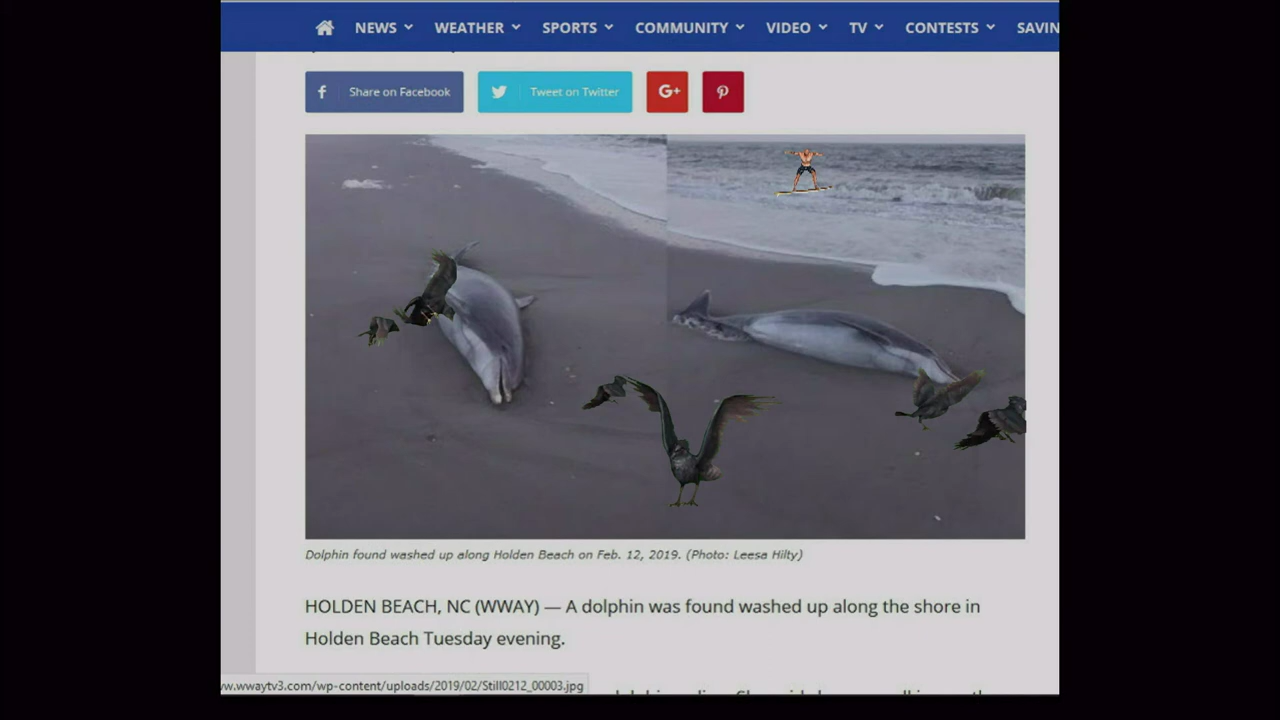 NEWS WEATHER SPORTS COMMUNITY VIDEO TV CONTESTS SAVIN
f Share on Facebook Tweet on Twitter G+
Dolphin found washed up along Holden Beach on Feb. 12, 2019. (Photo: Leesa Hilty)
HOLDEN BEACH, NC (WWAY) — A dolphin was found washed up along the shore in
Holden Beach Tuesday evening.
w.wwaytv3.com/wp-content/uploads/2019/02/Still0212_00003.jpg